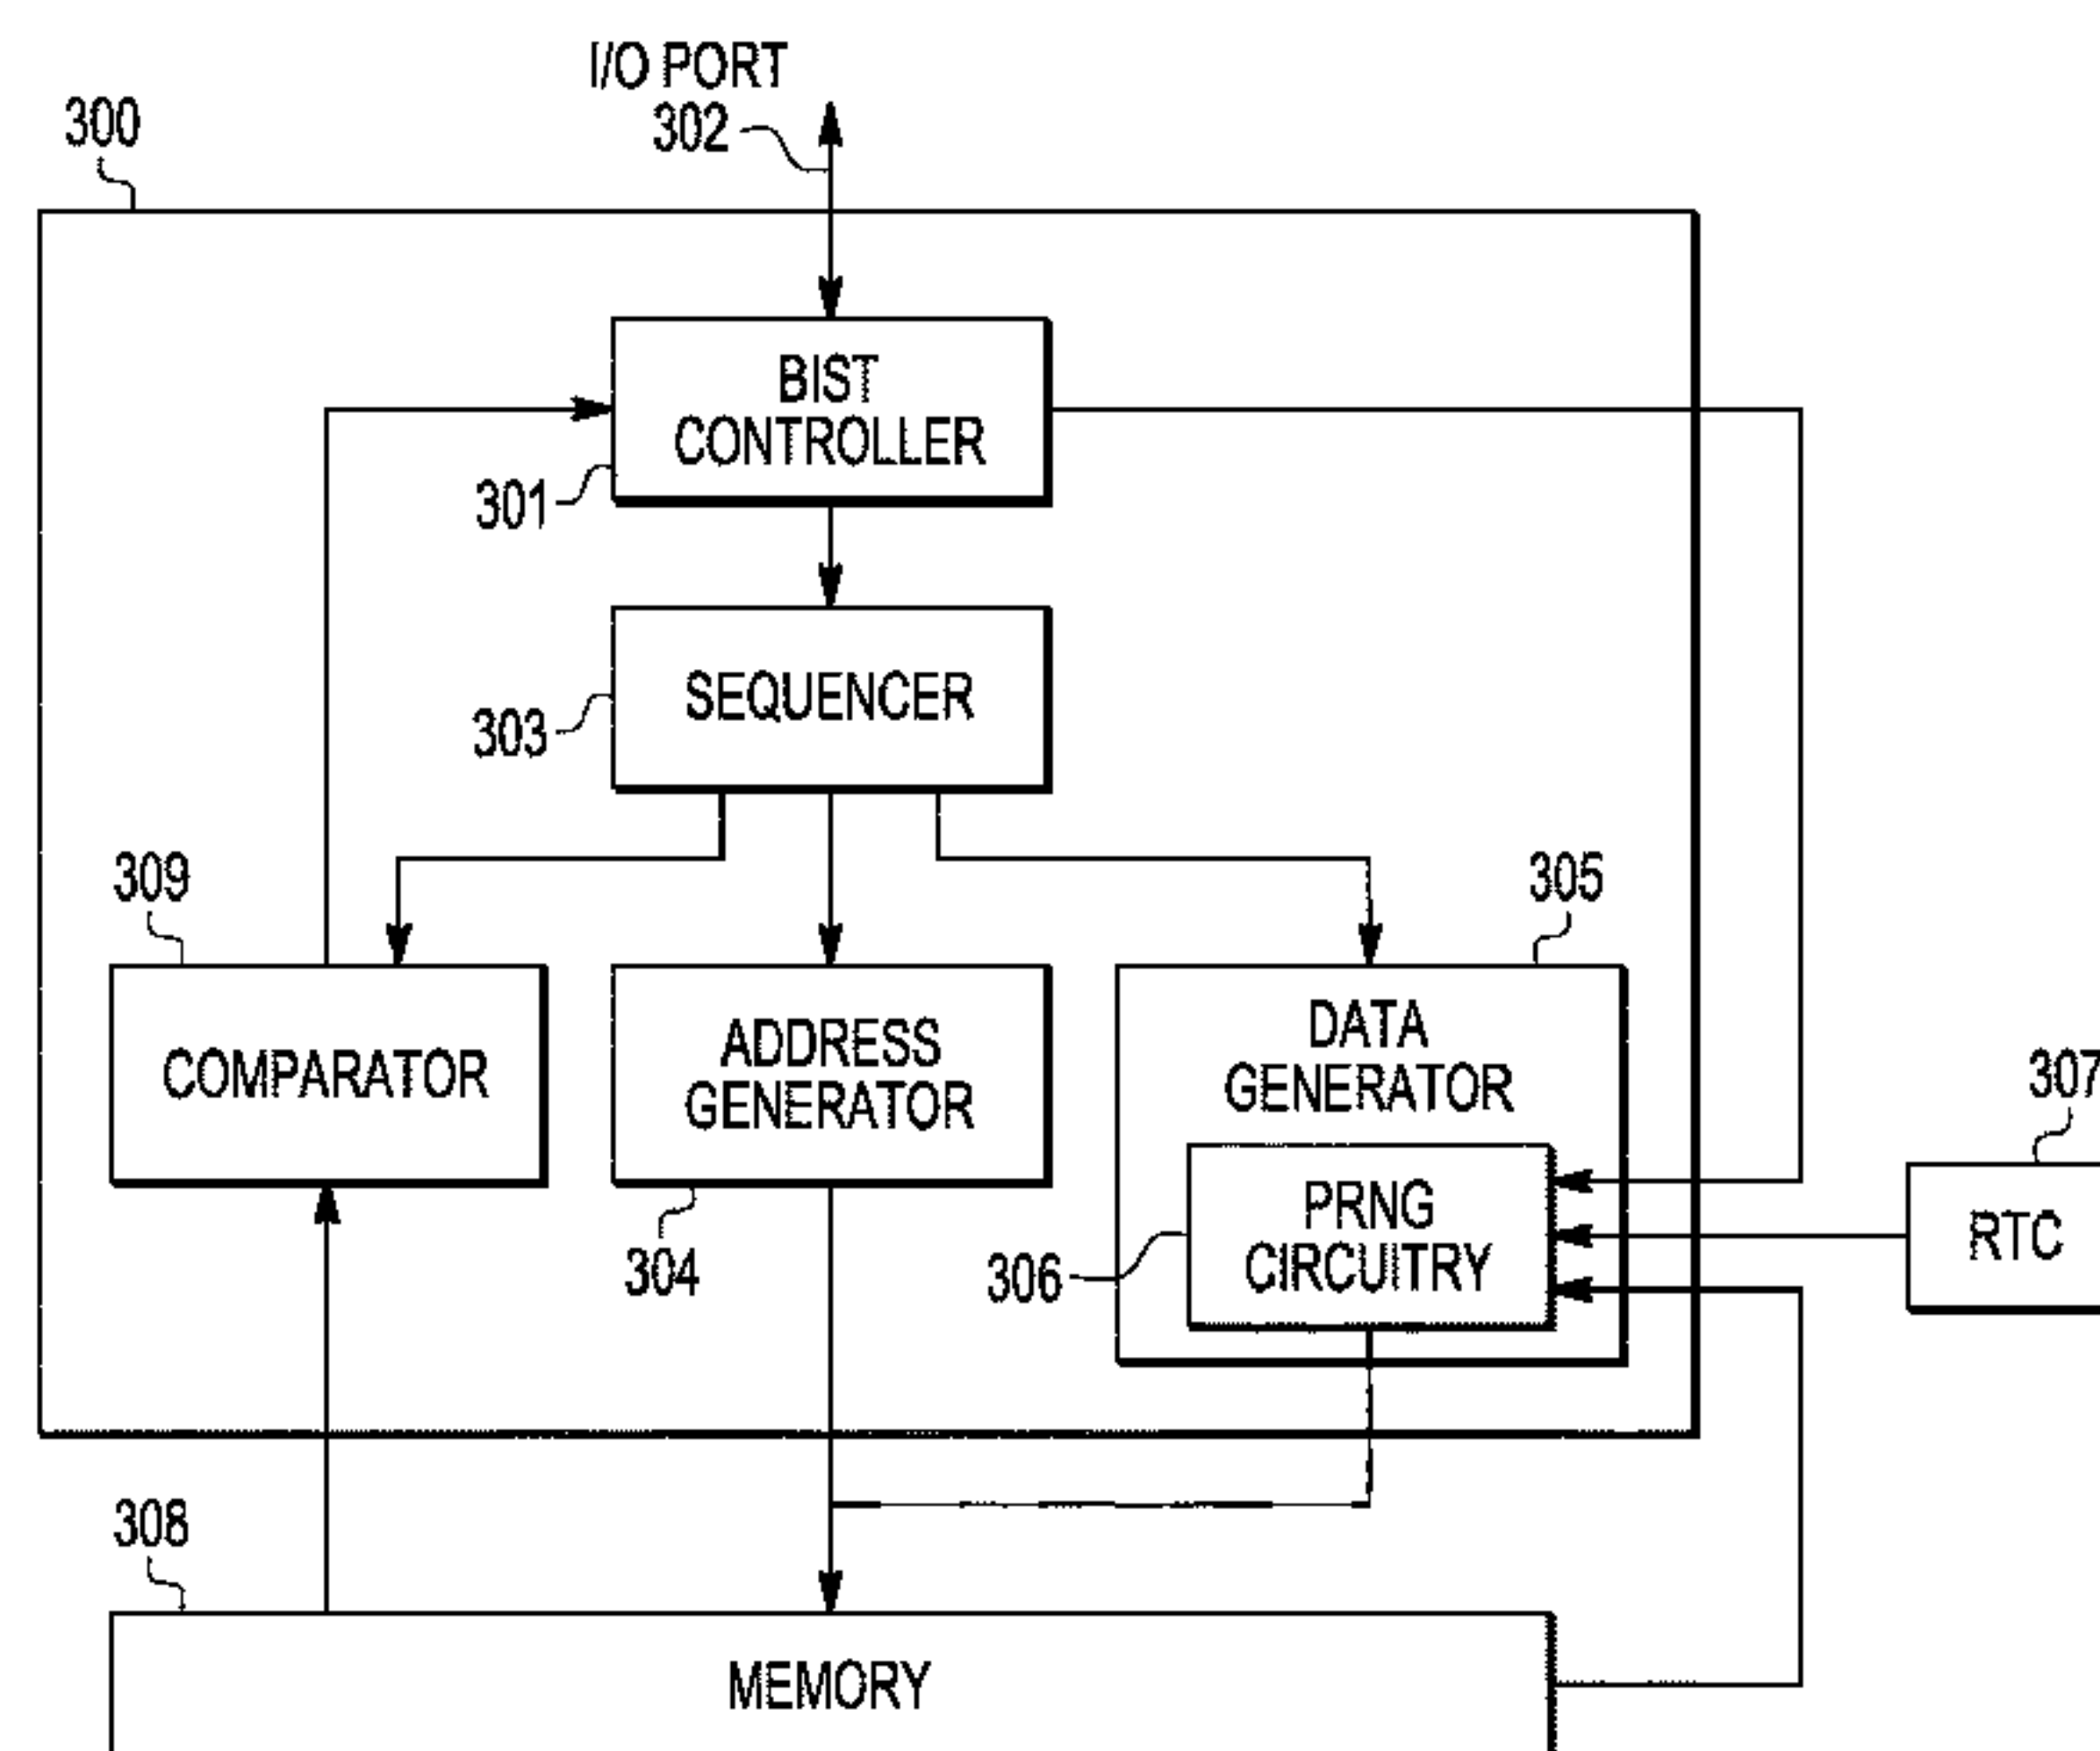 I/O PORT
302
300
BIST
CONTROLLER
301
SEQUENCER
303
309
305
COMPARATOR
ADDRESS
GENERATOR
304
DATA
GENERATOR
PRNG
CIRCUITRY
306
307
RTC
308
MEMORY